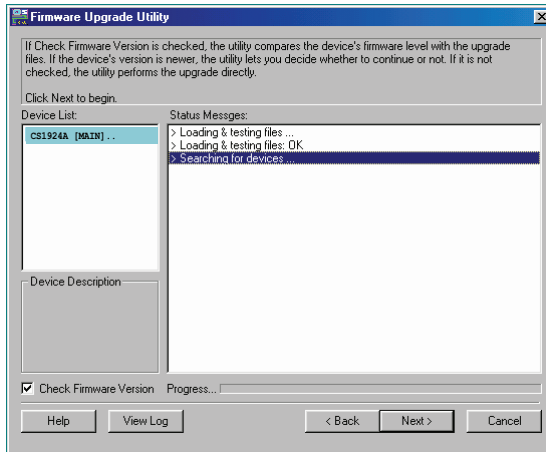 Firmware Upgrade Utility
If Check Firmware Version is checked, the utility compares the device's firmware level with the upgrade
files. If the device's version is newer, the utility lets you decide whether to continue or not. If it is not
checked, the utility performs the upgrade directly.
Click Next to begin.
Device List:
Status Messges:
CS1924A [MAIN]..
> Loading & testing files ...
> Loading & testing files: OK
> Searching for devices ...
Device Description
Check Firmware Version
Progress...
Help
View Log
< Back
Next >
Cancel